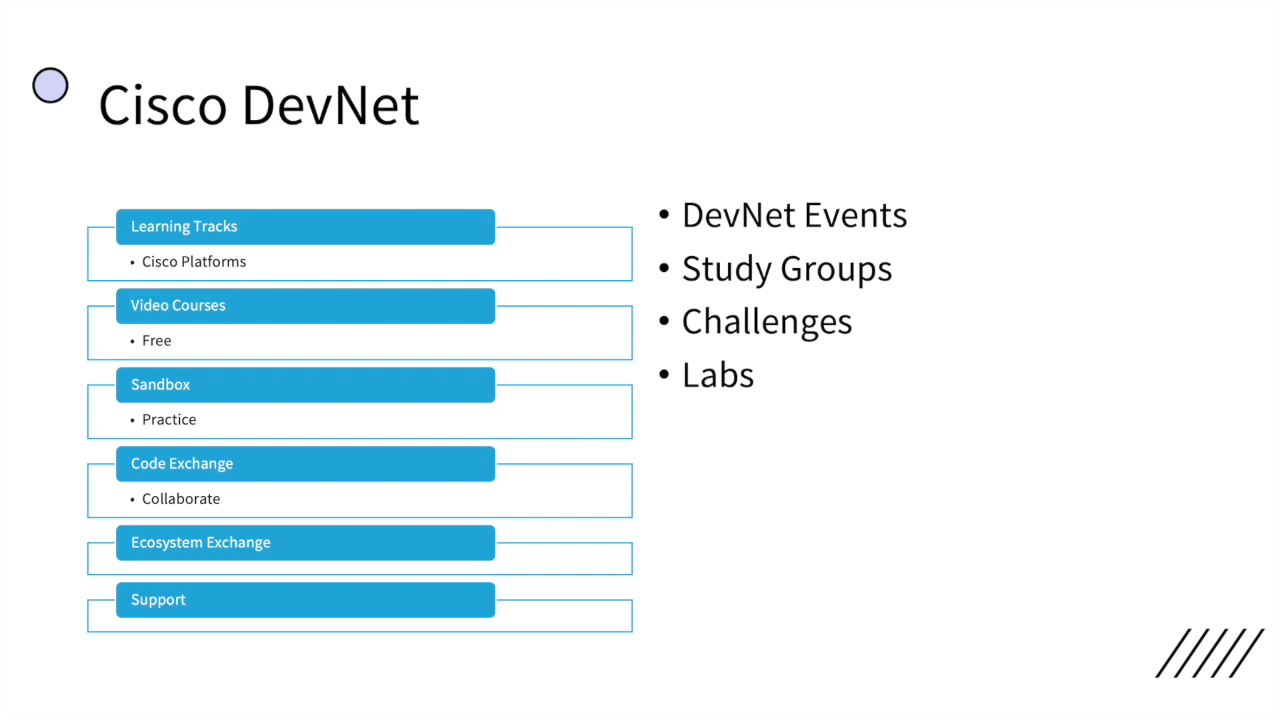 Cisco DevNet
Learning Tracks
• Cisco Platforms
Video Courses
• Free
Sandbox
• Practice
Code Exchange
• Collaborate
Ecosystem Exchange
Support
• DevNet Events
• Study Groups
• Challenges
• Labs